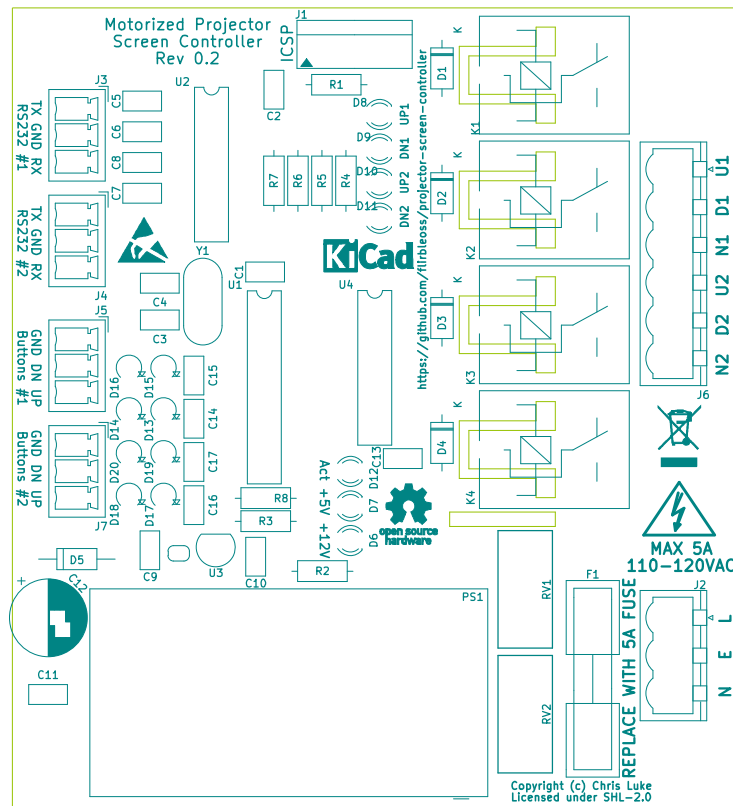 Motorized Projector
Screen Controller
Rev 0.2
J1
ICSP
R1
C2
U2
J3
TX GND RX
RS232 #1
C5
C6
C8
C7
TX GND RX
RS232 #2
J4
D8
UP1
D9
DN1
D10
UP2
D11
DN2
R7
R6
R5
R4
K
D1
K1
K
D2
K2
D3
K3
K
D4
K4
https://github.com/flirbleoss/projector-screen-controller
U1
D1
N1
U2
D2
N2
J6
KiCad
Y1
C1
U1
U4
C4
C3
J5
GND DN UP
Buttons #1
D16
D15
C15
D14
D13
C14
GND DN UP
Buttons #2
J7
D20
D19
C17
D18
D17
C16
C13
Act +5V +12V
D12
D7
D6
R8
R3
R2
open source
hardware
MAX 5A
110-120VAC
D5
C12
+
C9
U3
C10
C11
PS1
RV1
RV2
F1
REPLACE WITH 5A FUSE
J2
L
E
N
Copyright (c) Chris Luke
Licensed under SHL-2.0